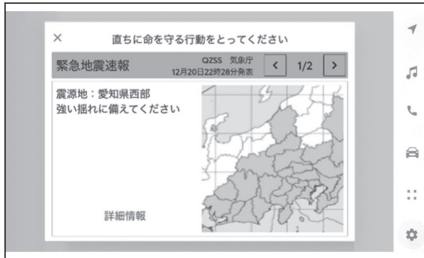 × 直ちに命を守る行動をとってください
緊急地震速報
QZSS 気象庁
12月20日22時28分発表
< 1/2 >
震源地：愛知県西部
強い揺れに備えてください
詳細情報